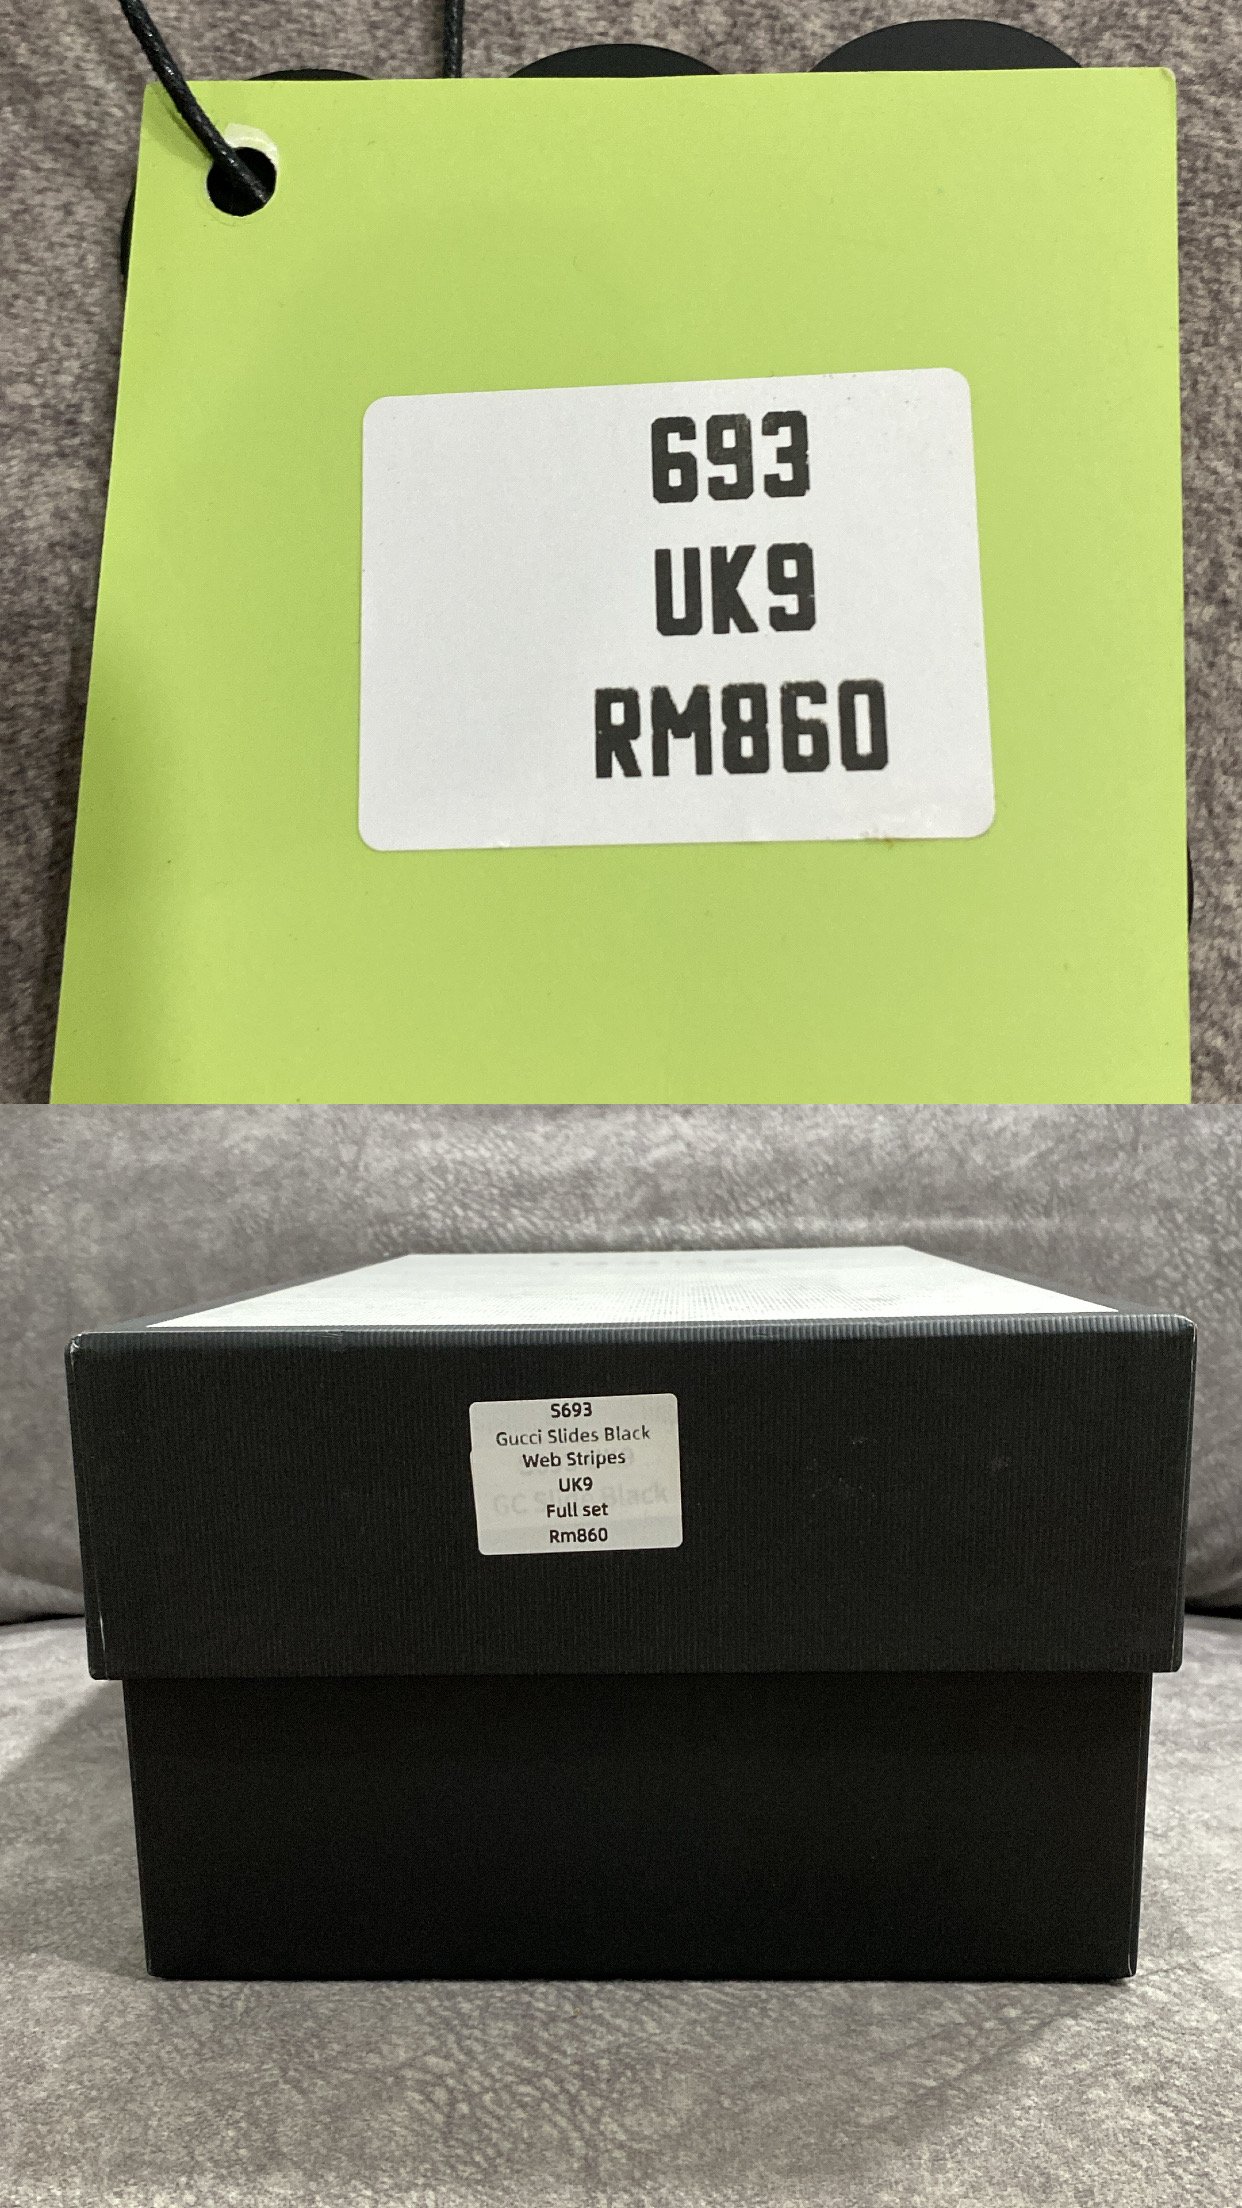 693
UK9
RM860
S693
Gucci Slides Black
Web Stripes
UK9
Full set
Rm860